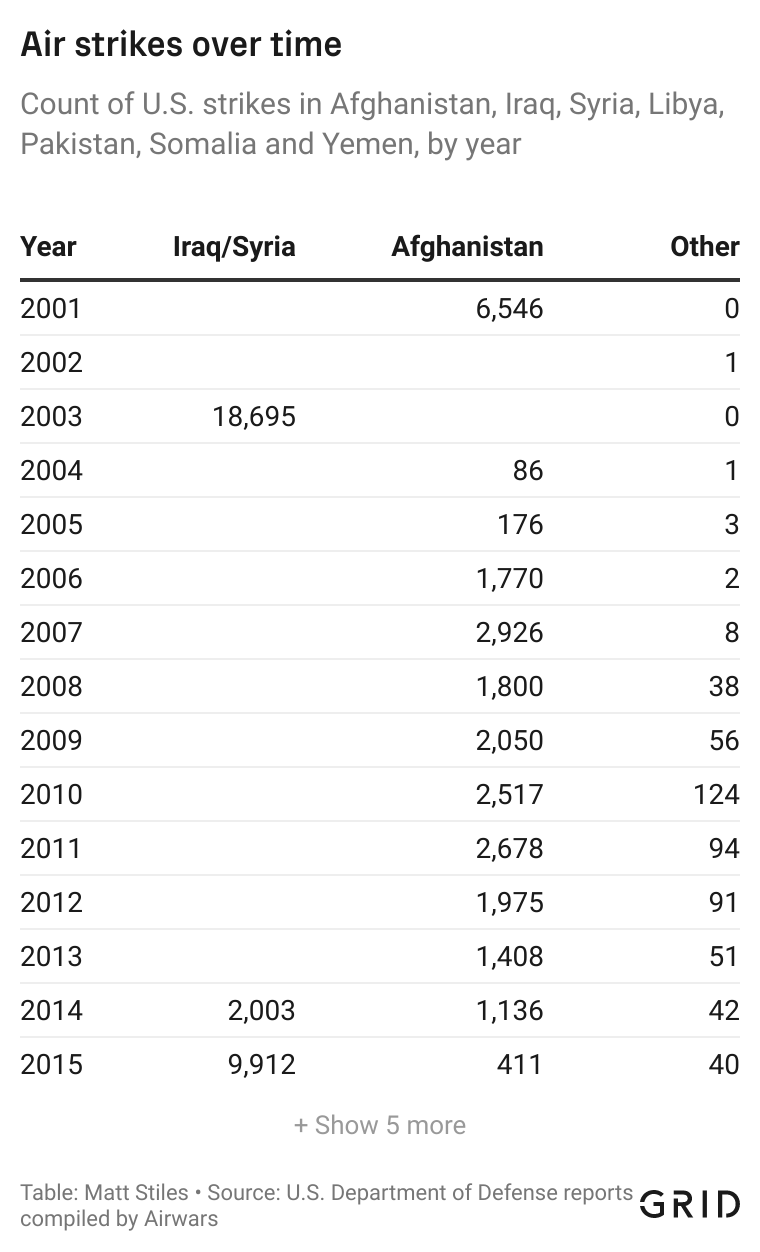 Air strikes over time
Count of U.S. strikes in Afghanistan, Iraq, Syria, Libya,
Pakistan, Somalia and Yemen, by year
Year Iraq/Syria Afghanistan Other
2001 6,546 0
2002 1
2003 18,695 0
2004 86 1
2005 176 3
2006 1,770 2
2007 2,926 8
2008 1,800 38
2009 2,050 56
2010 2,517 124
2011 2,678 94
2012 1,975 91
2013 1,408 51
2014 2,003 1,136 42
2015 9,912 411 40
+ Show 5 more
Table: Matt Stiles • Source: U.S. Department of Defense reports
compiled by Airwars
GRID